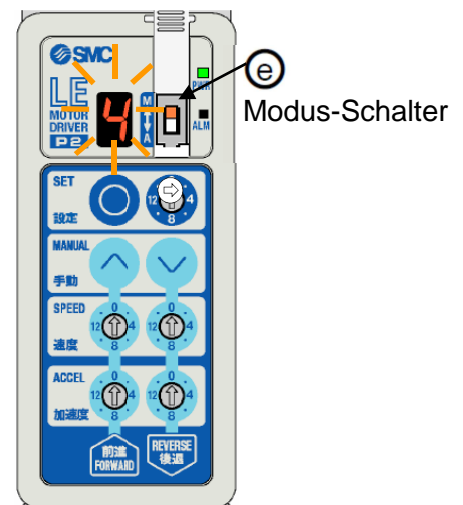 SMC
e
PWR
LE
4
M
Modus-Schalter
MOTOR
DRIVER
ALM
P2
A
SET
12 4
8
設定
MANUAL
手動
SPEED
0 0
12 4 12 4
8 8
速度
ACCEL
0 0
12 4 12 4
8 8
加速度
前進
FORWARD
REVERSE
後退